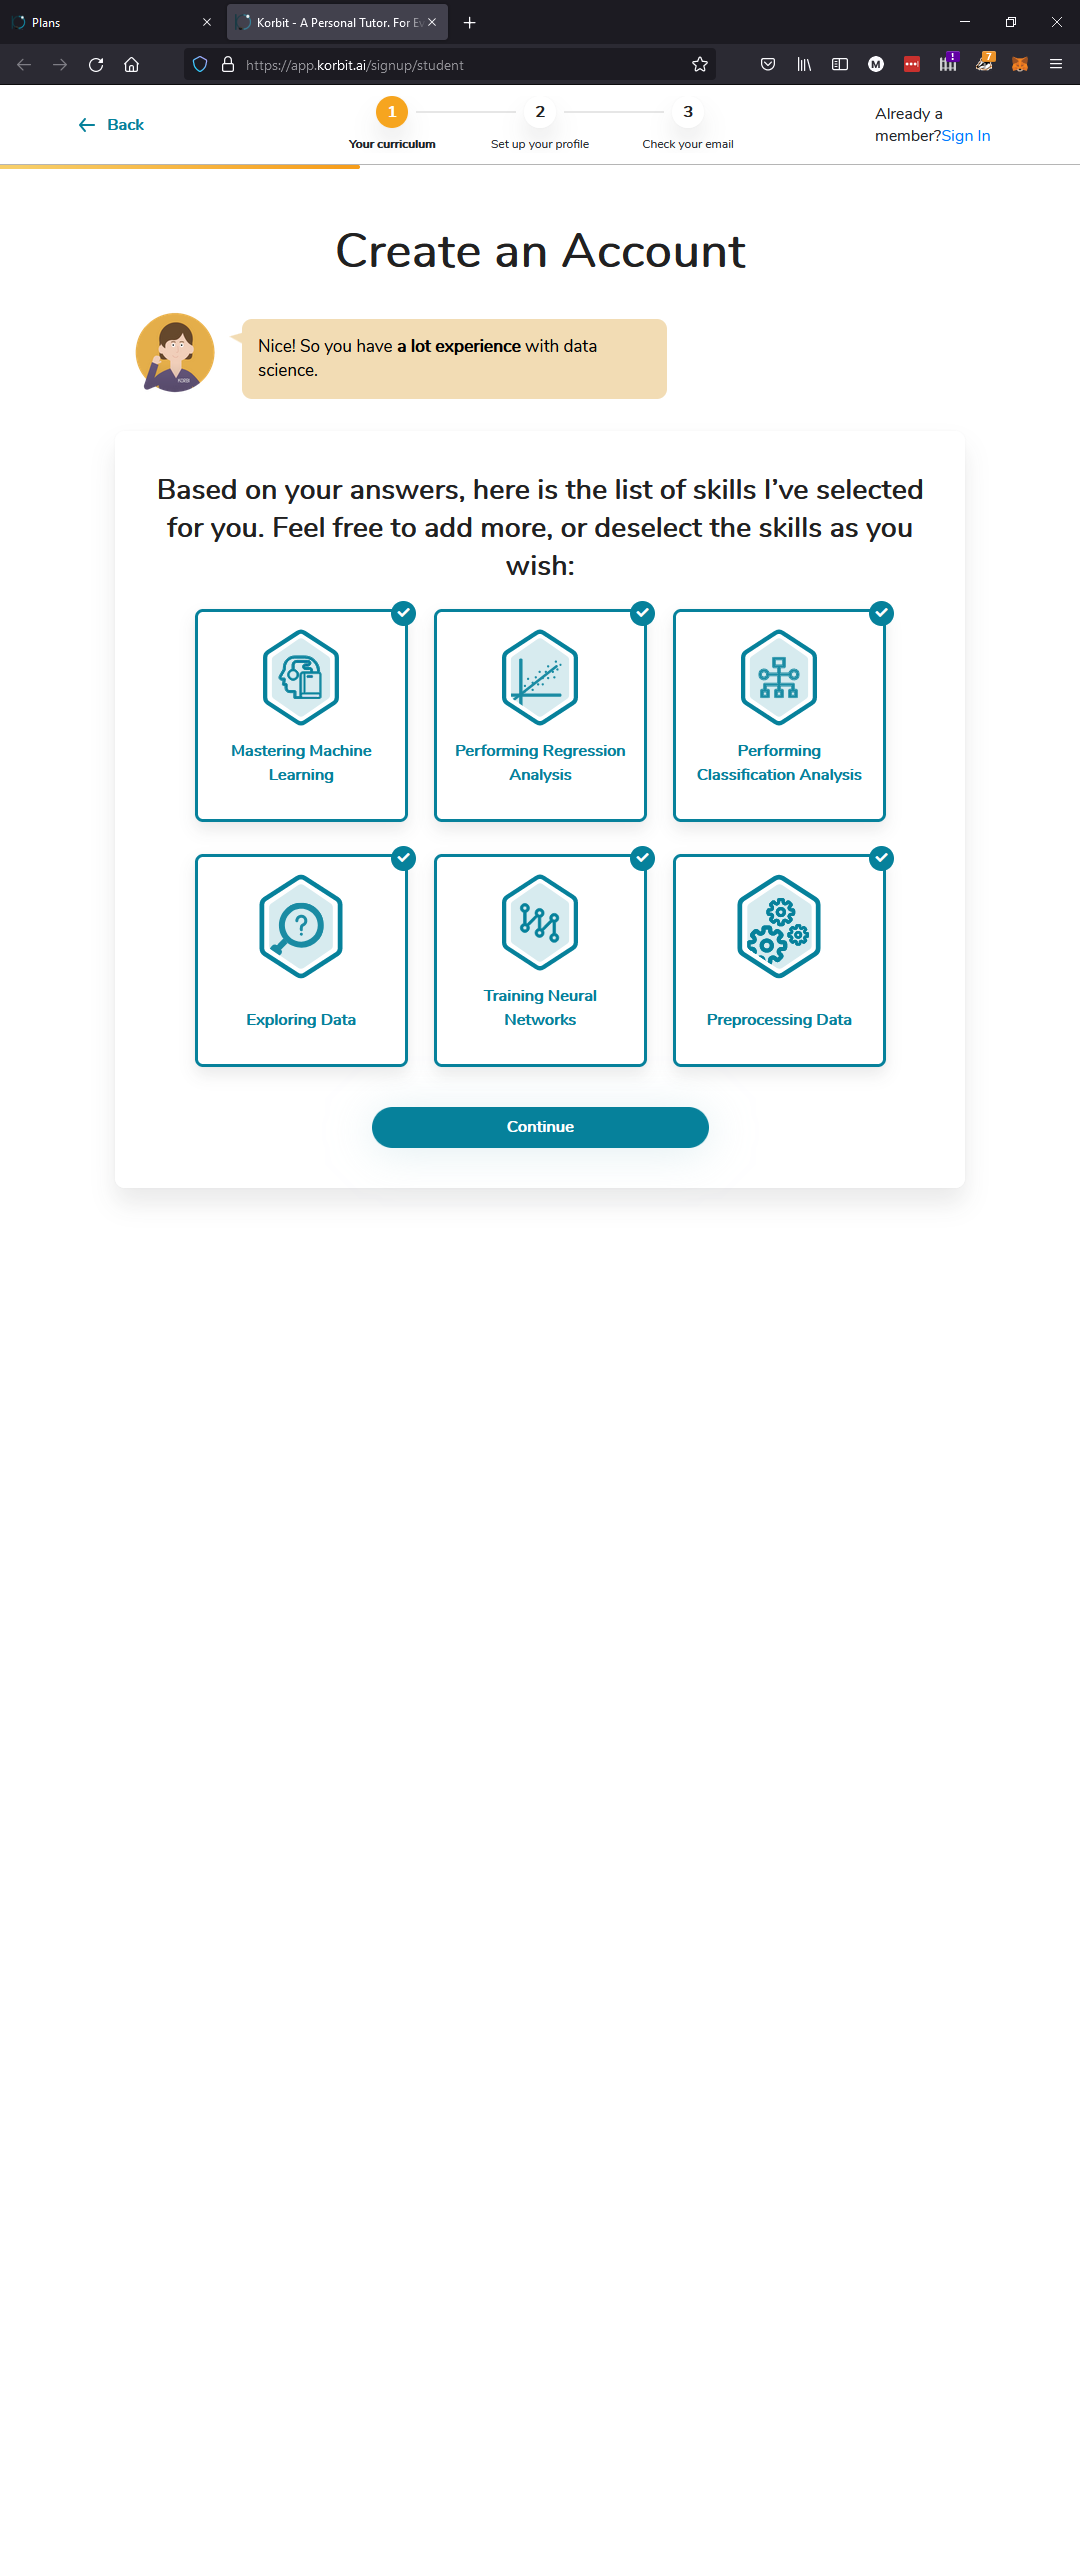 Plans
Korbit - A Personal Tutor. For Ev
https://app.korbit.ai/signup/student
Back
1
2
3
Your curriculum
Set up your profile
Check your email
Already a
member?Sign In
Create an Account
Nice! So you have a lot experience with data
science.
Based on your answers, here is the list of skills I’ve selected
for you. Feel free to add more, or deselect the skills as you
wish:
Mastering Machine
Learning
Performing Regression
Analysis
Performing
Classification Analysis
Exploring Data
Training Neural
Networks
Preprocessing Data
Continue